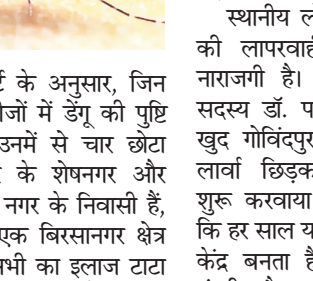 र्ट के अनुसार, जिन
जों में डेंगू की पुष्टि
उनमें से चार छोटा
के शेषनगर और
नगर के निवासी हैं,
एक बिरसानगर क्षेत्र
भी का इलाज टाटा
स्थानीय ल
की लापरवाह
नाराजगी है।
सदस्य डॉ. प
खुद गोविंदपुर
लार्वा छिड़क
शुरू करवाया
कि हर साल य
केंद्र बनता है